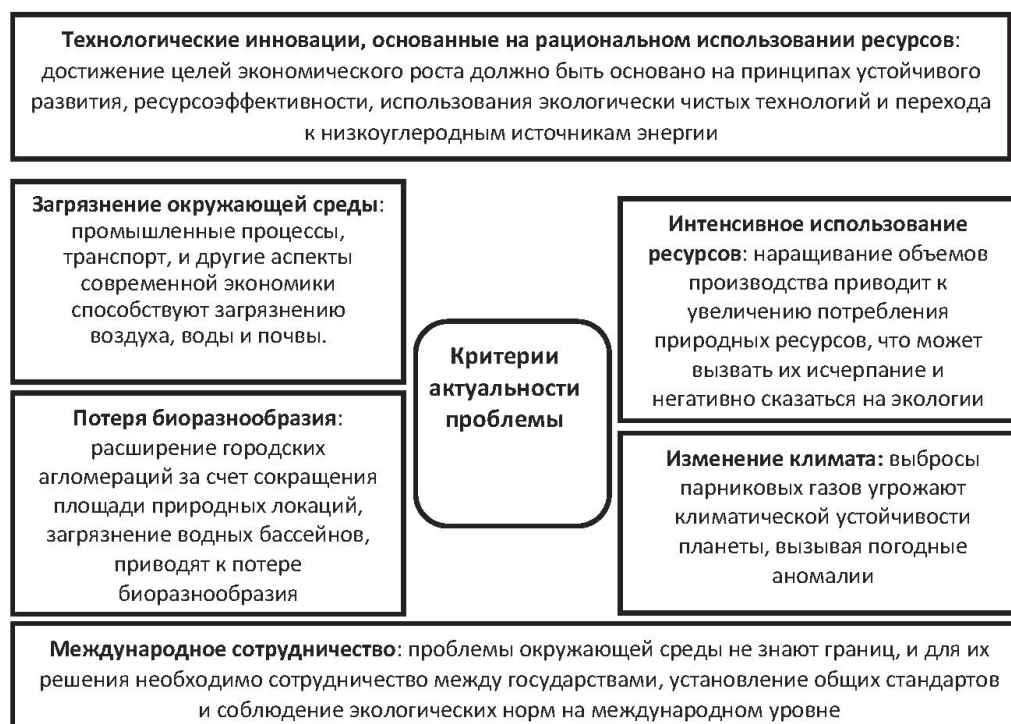 Технологические инновации, основанные на рациональном использовании ресурсов:
достижение целей экономического роста должно быть основано на принципах устойчивого
развития, ресурсоэффективности, использования экологически чистых технологий и перехода
к низкоуглеродным источникам энергии
Загрязнение окружающей среды:
промышленные процессы,
транспорт, и другие аспекты
современной экономики
способствуют загрязнению
воздуха, воды и почвы.
Потеря биоразнообразия:
расширение городских
агломераций за счет сокращения
площади природных локаций,
загрязнение водных бассейнов,
приводят к потере
биоразнообразия
Критерии
актуальности
проблемы
Интенсивное использование
ресурсов: наращивание объемов
производства приводит к
увеличению потребления
природных ресурсов, что может
вызвать их исчерпание и
негативно сказаться на экологии
Изменение климата: выбросы
парниковых газов угрожают
климатической устойчивости
планеты, вызывая погодные
аномалии
Международное сотрудничество: проблемы окружающей среды не знают границ, и для их
решения необходимо сотрудничество между государствами, установление общих стандартов
и соблюдение экологических норм на международном уровне